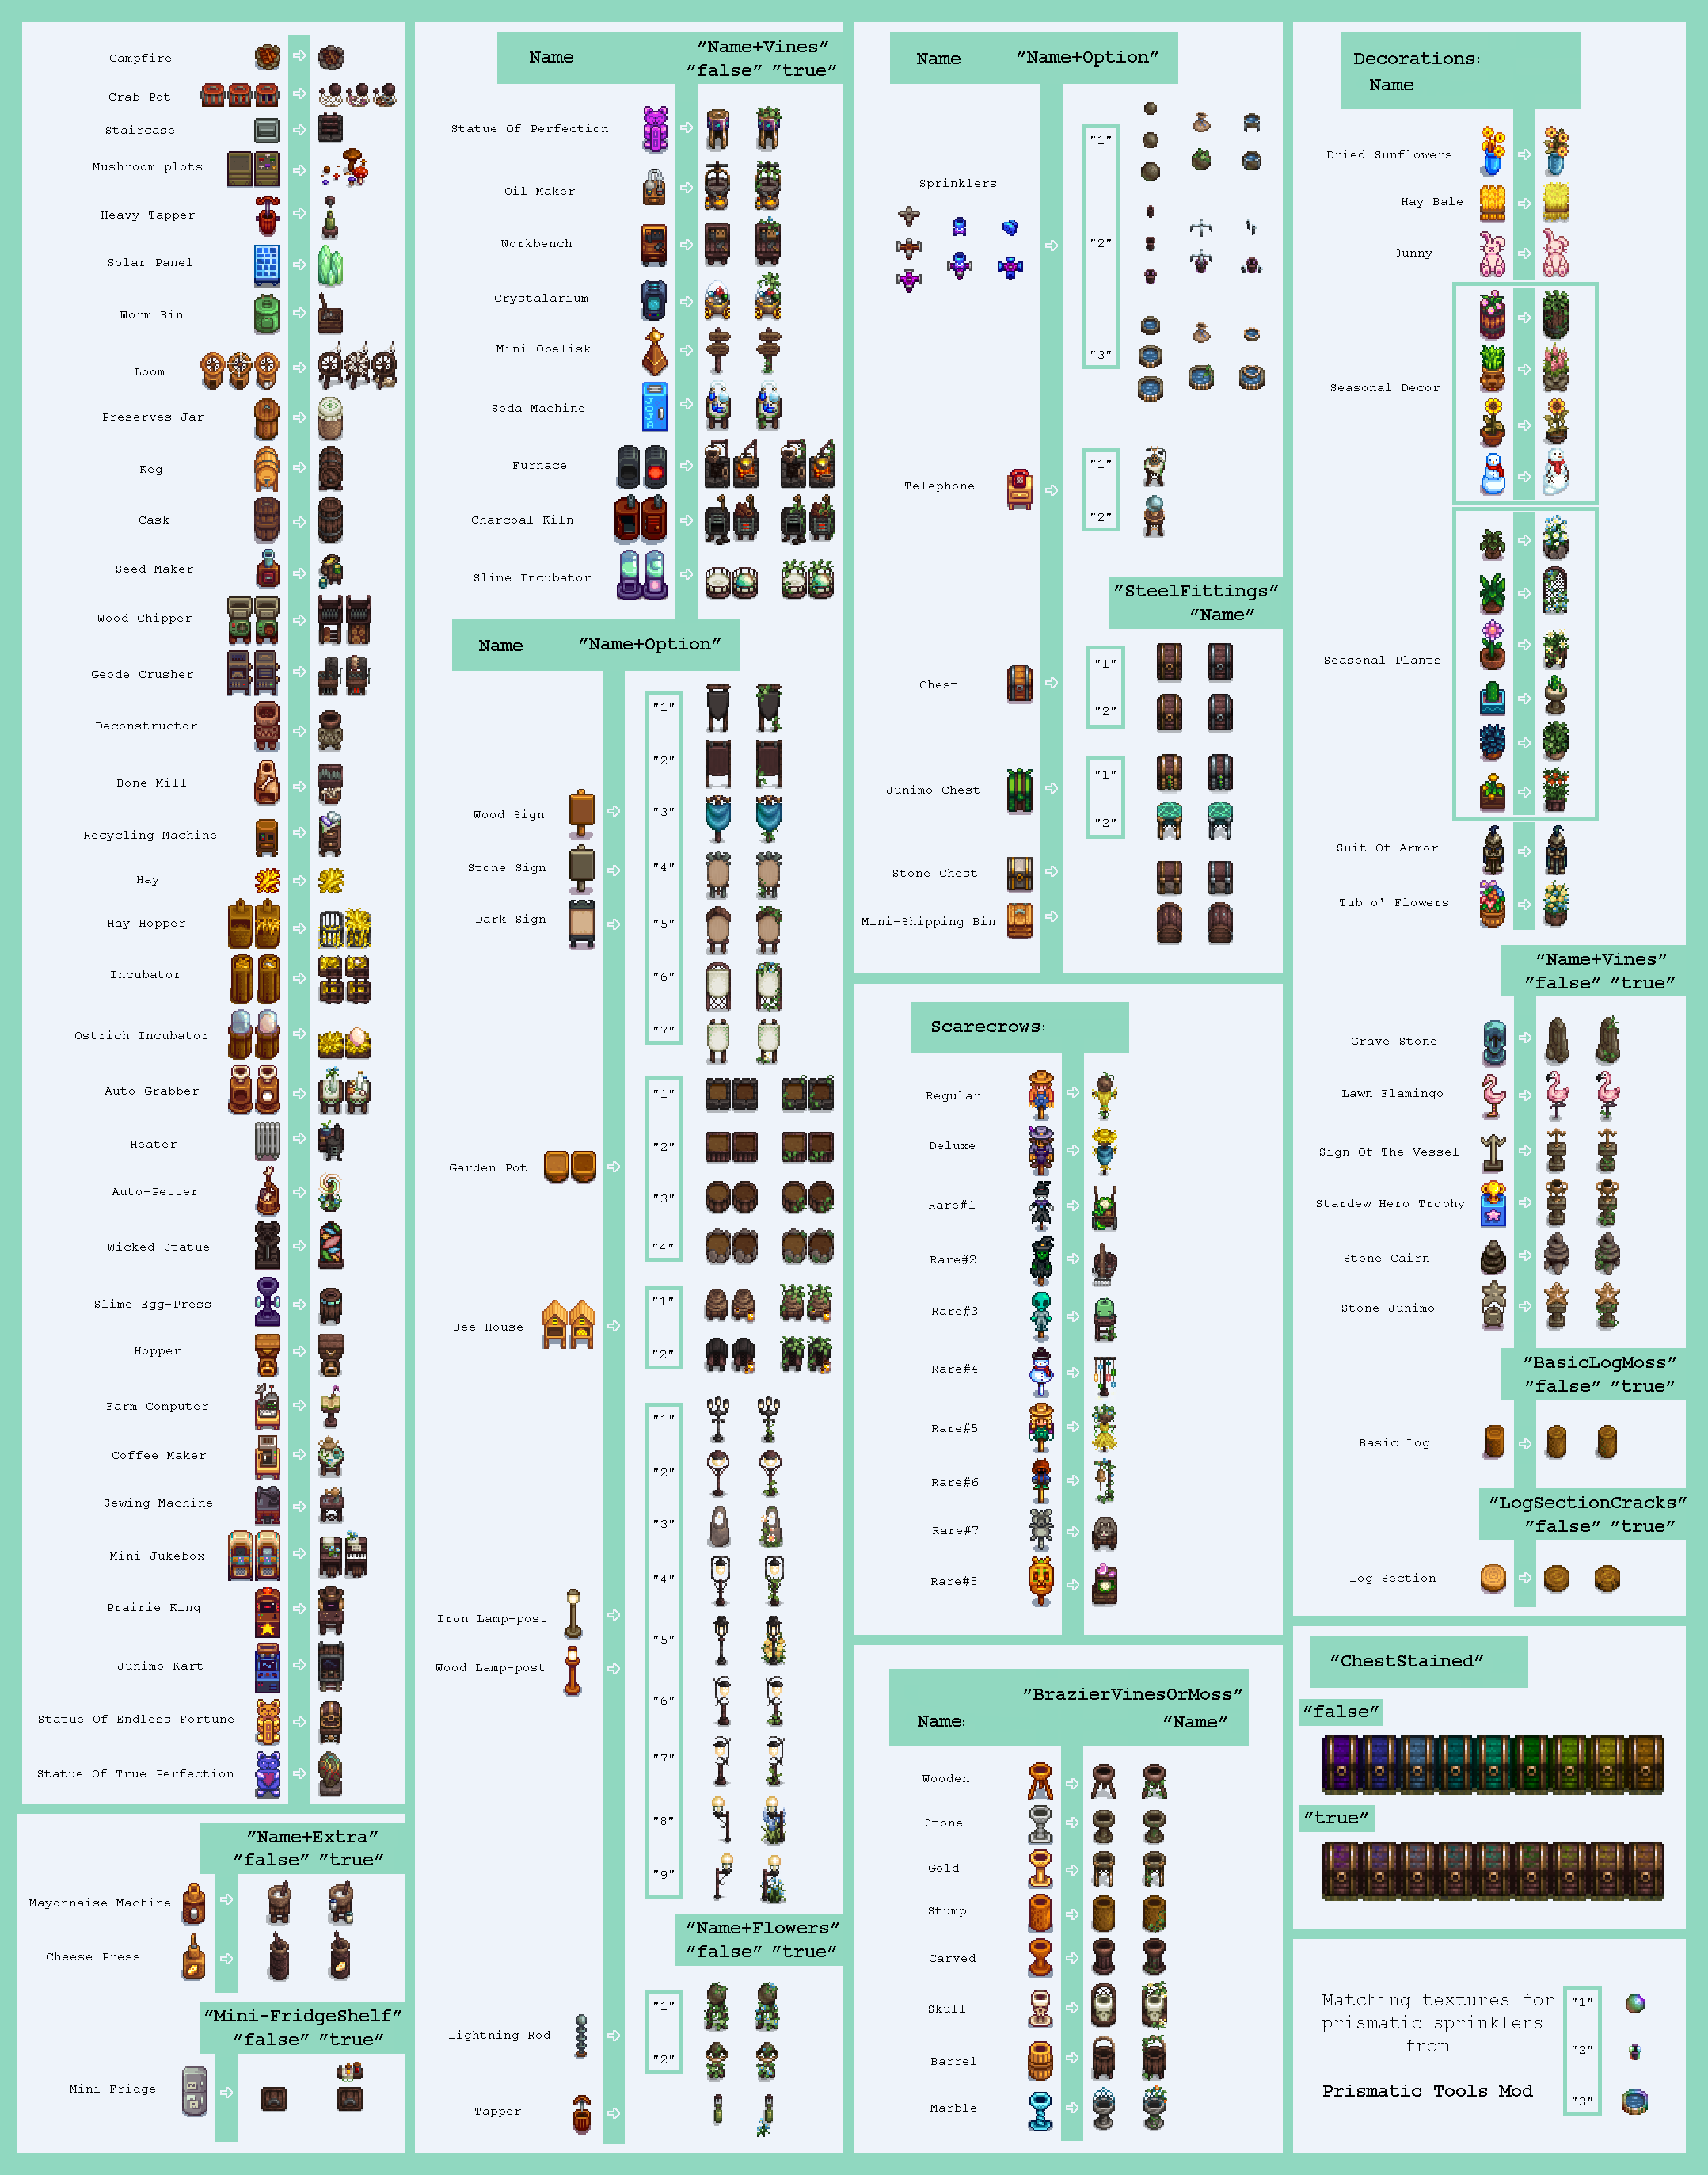 Campfire
Crab Pot
Staircase
Mushroom plots
Heavy Tapper
Solar Panel
Worm Bin
Loom
Preserves Jar
Keg
Cask
Seed Maker
Wood Chipper
Geode Crusher
Deconstructor
Bone Mill
Recycling Machine
Hay
Hay Hopper
Incubator
Ostrich Incubator
Auto-Grabber
Heater
Auto-Petter
Wicked Statue
Slime Egg-Press
Hopper
Farm Computer
Coffee Maker
Sewing Machine
Mini-Jukebox
Prairie King
Junimo Kart
Statue Of Endless Fortune
Statue Of True Perfection
"Name+Extra"
"false" "true"
Mayonnaise Machine
Cheese Press
"Mini-FridgeShelf"
"false" "true"
Mini-Fridge
Name "Name+Vines"
"false" "true"
Statue Of Perfection
Oil Maker
Workbench
Crystalarium
Mini-Obelisk
Soda Machine
JOJA
Furnace
Charcoal Kiln
Slime Incubator
Name "Name+Option"
"1"
"2"
Wood Sign "3"
Stone Sign "4"
Dark Sign "5"
"6"
"7"
"1"
"2"
Garden Pot "3"
"4"
"1"
Bee House
"2"
"1"
"2"
"3"
"4"
Iron Lamp-post "5"
Wood Lamp-post "6"
"7"
"8"
"9"
"Name+Flowers"
"false" "true"
"1"
Lightning Rod
"2"
Tapper
Name "Name+Option"
"1"
Sprinklers
"2"
"3"
"1"
Telephone
"2"
"SteelFittings"
"Name"
"1"
Chest
"2"
"1"
Junimo Chest
"2"
Stone Chest
Mini-Shipping Bin
Scarecrows:
Regular
Deluxe
Rare#1
Rare#2
Rare#3
Rare#4
Rare#5
Rare#6
Rare#7
Rare#8
"BrazierVinesOrMoss"
Name: "Name"
Wooden
Stone
Gold
Stump
Carved
Skull
Barrel
Marble
Decorations:
Name
Dried Sunflowers
Hay Bale
Bunny
Seasonal Decor
Seasonal Plants
Suit Of Armor
Tub o' Flowers
"Name+Vines"
"false" "true"
Grave Stone
Lawn Flamingo
Sign Of The Vessel
Stardew Hero Trophy
Stone Cairn
Stone Junimo
"BasicLogMoss"
"false" "true"
Basic Log
"LogSectionCracks"
"false" "true"
Log Section
"ChestStained"
"false"
"true"
Matching textures for
prismatic sprinklers
from
Prismatic Tools Mod
"1"
"2"
"3"